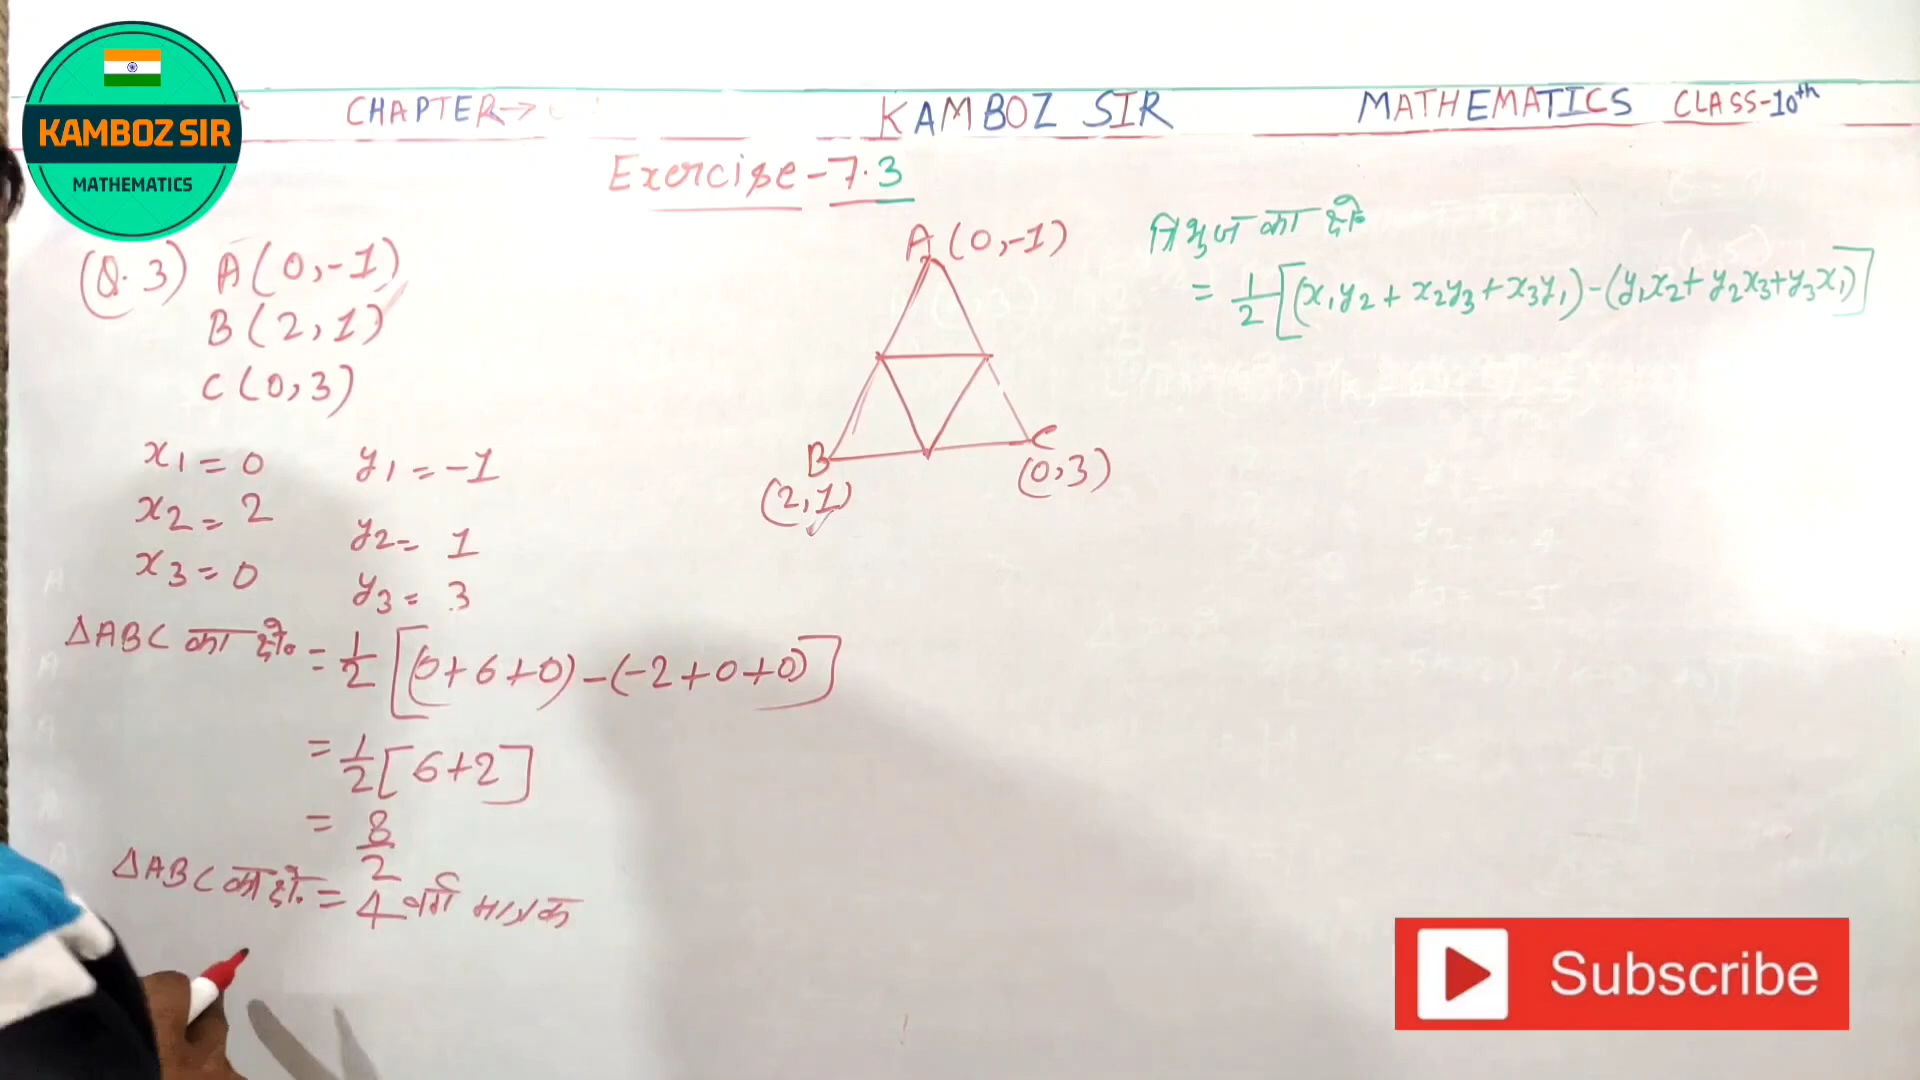 KAMBOZ SIR
MATHEMATICS
CHAPTER→
KAMBOZ SIR
MATHEMATICS CLASS-10th
Exercise-7.3
(Q.3) A(0,-1)
B(2,1)
C(0,3)
x₁=0 y₁=-1
x₂=2 y₂=1
x₃=0 y₃=3
ΔABC का क्षे० = 1/2 [(0+6+0)-(-2+0+0)]
= 1/2 [6+2]
= 8/2
ΔABC का क्षे० = 4 वर्ग मात्रक
A(0,-1)
B
(2,1)
C
(0,3)
त्रिभुज का क्षे०
= 1/2 [(x₁y₂+x₂y₃+x₃y₁)-(y₁x₂+y₂x₃+y₃x₁)]
Subscribe